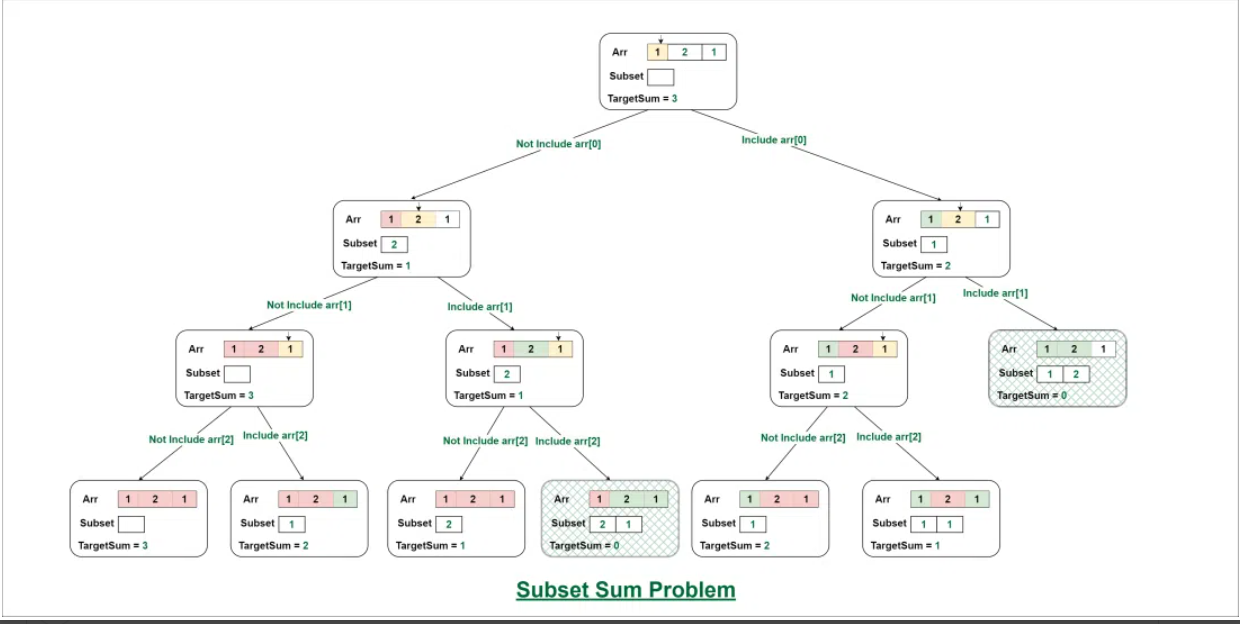 Arr 1 2 1
Subset
TargetSum = 3
Not Include arr[0]
Include arr[0]
Arr 1 2 1
Subset 2
TargetSum = 1
Arr 1 2 1
Subset 1
TargetSum = 2
Not Include arr[1]
Include arr[1]
Not Include arr[1]
Include arr[1]
Arr 1 2 1
Subset
TargetSum = 3
Arr 1 2 1
Subset 2
TargetSum = 1
Arr 1 2 1
Subset 1
TargetSum = 2
Arr 1 2 1
Subset 1 2
TargetSum = 0
Not Include arr[2]
Include arr[2]
Not Include arr[2]
Include arr[2]
Not Include arr[2]
Include arr[2]
Arr 1 2 1
Subset
TargetSum = 3
Arr 1 2 1
Subset 1
TargetSum = 2
Arr 1 2 1
Subset 2
TargetSum = 1
Arr 1 2 1
Subset 2 1
TargetSum = 0
Arr 1 2 1
Subset 1
TargetSum = 2
Arr 1 2 1
Subset 1 1
TargetSum = 1
Subset Sum Problem